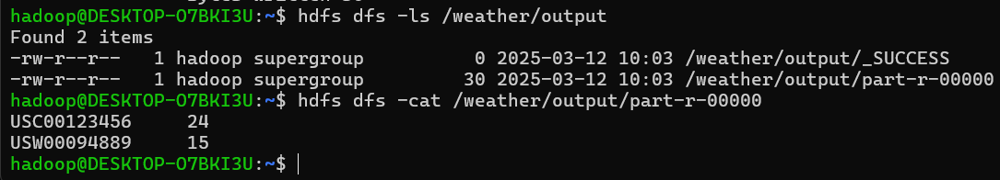 hadoop@DESKTOP-O7BKI3U:~$ hdfs dfs -ls /weather/output
Found 2 items
-rw-r--r--   1 hadoop supergroup          0 2025-03-12 10:03 /weather/output/_SUCCESS
-rw-r--r--   1 hadoop supergroup         30 2025-03-12 10:03 /weather/output/part-r-00000
hadoop@DESKTOP-O7BKI3U:~$ hdfs dfs -cat /weather/output/part-r-00000
USC00123456     24
USW00094889     15
hadoop@DESKTOP-O7BKI3U:~$